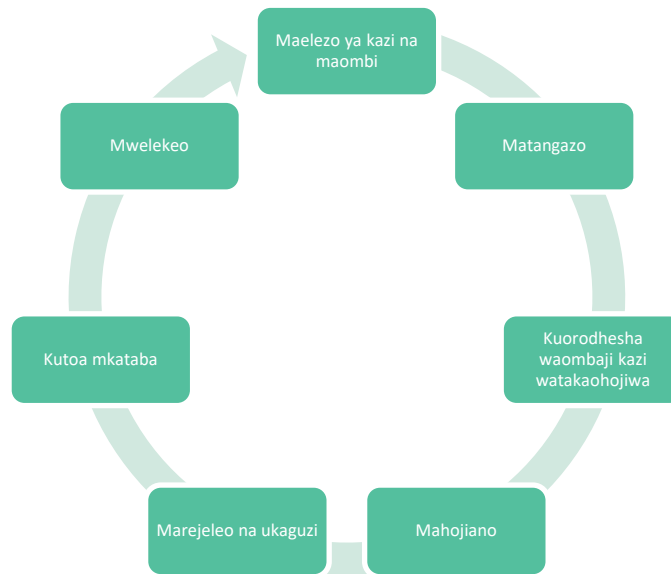 Maelezo ya kazi na
maombi
Matangazo
Kuorodhesha
waombaji kazi
watakaohojiwa
Mahojiano
Marejeleo na ukaguzi
Kutoa mkataba
Mwelekeo